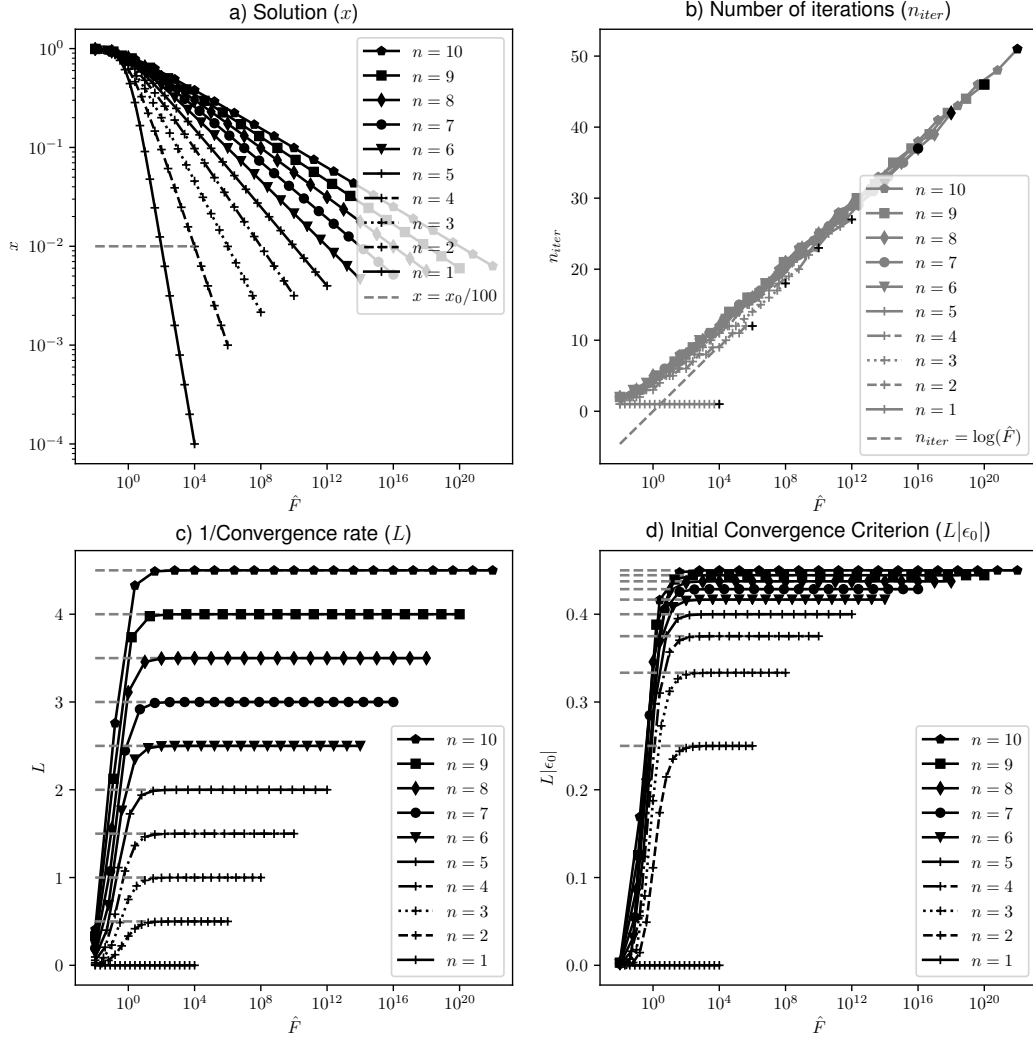 a) Solution (x)
10^0
10^{-1}
10^{-2}
10^{-3}
10^{-4}
x
n = 10
n = 9
n = 8
n = 7
n = 6
n = 5
n = 4
n = 3
n = 2
n = 1
x = x_0/100
10^0 10^4 10^8 10^{12} 10^{16} 10^{20}
F̂
b) Number of iterations (n_{iter})
50
40
30
20
10
0
n_{iter}
n = 10
n = 9
n = 8
n = 7
n = 6
n = 5
n = 4
n = 3
n = 2
n = 1
n_{iter} = log(F̂)
10^0 10^4 10^8 10^{12} 10^{16} 10^{20}
F̂
c) 1/Convergence rate (L)
4
3
2
1
0
L
n = 10
n = 9
n = 8
n = 7
n = 6
n = 5
n = 4
n = 3
n = 2
n = 1
10^0 10^4 10^8 10^{12} 10^{16} 10^{20}
F̂
d) Initial Convergence Criterion (L|ϵ_0|)
0.4
0.3
0.2
0.1
0.0
L|ϵ_0|
n = 10
n = 9
n = 8
n = 7
n = 6
n = 5
n = 4
n = 3
n = 2
n = 1
10^0 10^4 10^8 10^{12} 10^{16} 10^{20}
F̂